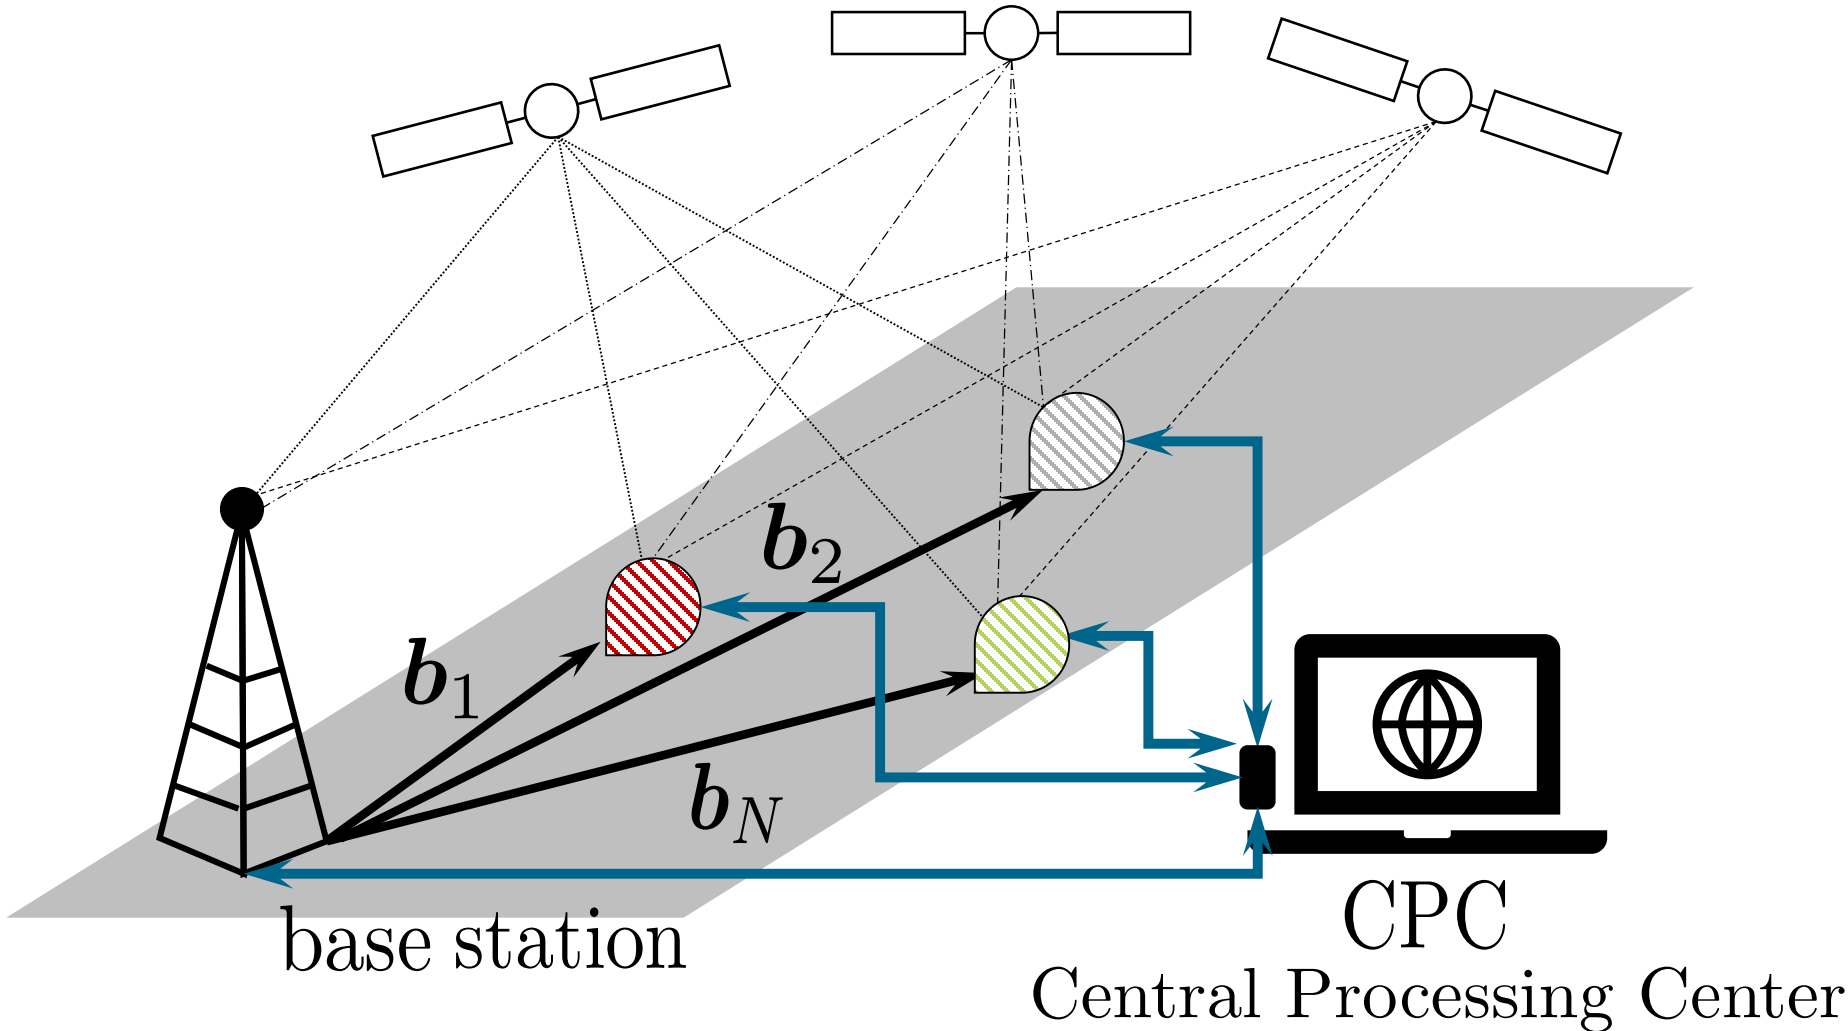 b₂
b₁
b_N
base station
CPC
Central Processing Center